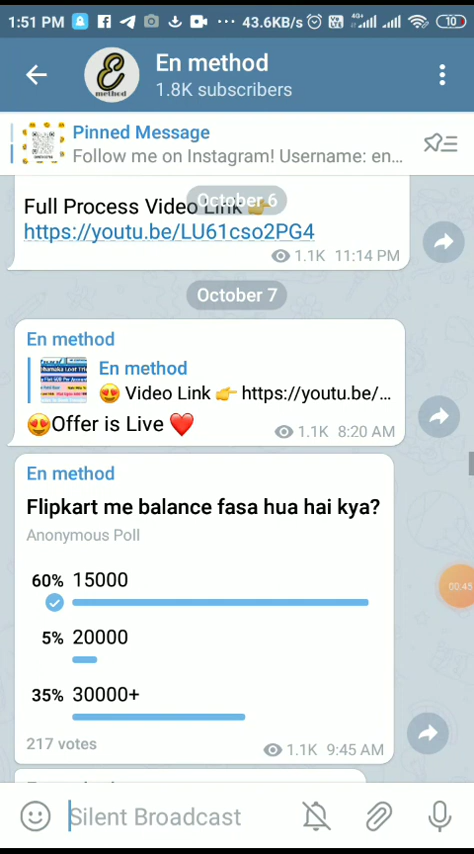 1:51 PM
43.6KB/s
4G+
10
En method
1.8K subscribers
Pinned Message
Follow me on Instagram! Username: en...
October 6
Full Process Video Link 👉
https://youtu.be/LU61cso2PG4
1.1K 11:14 PM
October 7
En method
En method
😍 Video Link 👉 https://youtu.be/...
😍Offer is Live ❤️
1.1K 8:20 AM
En method
Flipkart me balance fasa hua hai kya?
Anonymous Poll
60% 15000
5% 20000
35% 30000+
217 votes
1.1K 9:45 AM
00:45
Silent Broadcast